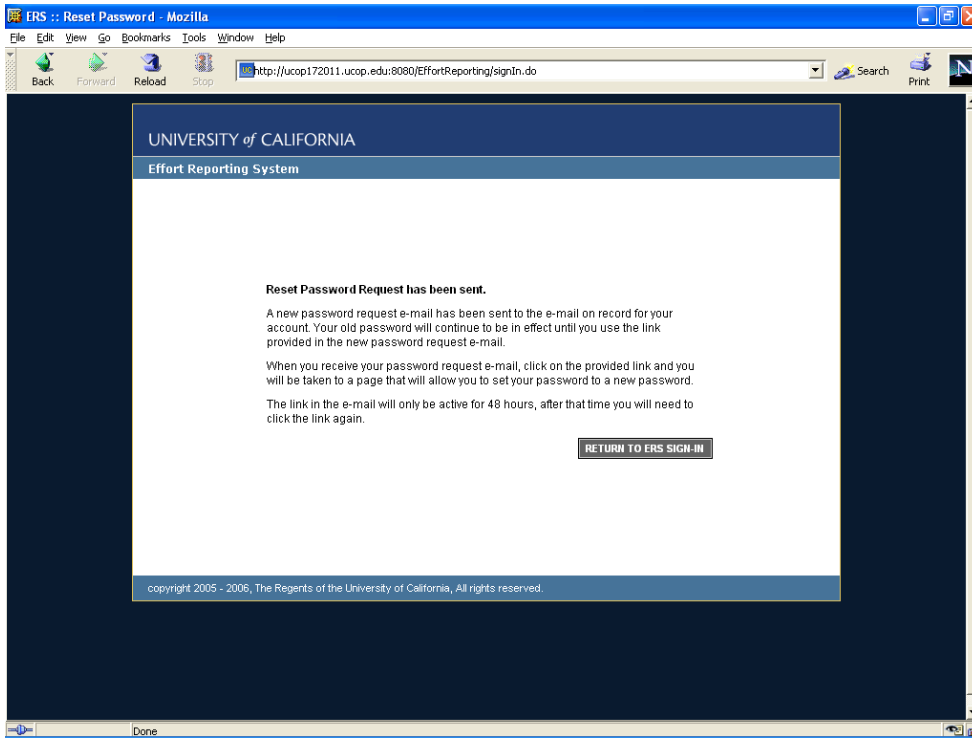 ERS :: Reset Password - Mozilla
File Edit View Go Bookmarks Tools Window Help
Back Forward Reload Stop UC http://ucop172011.ucop.edu:8080/EffortReporting/signIn.do Search Print N
UNIVERSITY of CALIFORNIA
Effort Reporting System
Reset Password Request has been sent.
A new password request e-mail has been sent to the e-mail on record for your
account. Your old password will continue to be in effect until you use the link
provided in the new password request e-mail.
When you receive your password request e-mail, click on the provided link and you
will be taken to a page that will allow you to set your password to a new password.
The link in the e-mail will only be active for 48 hours, after that time you will need to
click the link again.
RETURN TO ERS SIGN-IN
copyright 2005 - 2006, The Regents of the University of California, All rights reserved.
Done